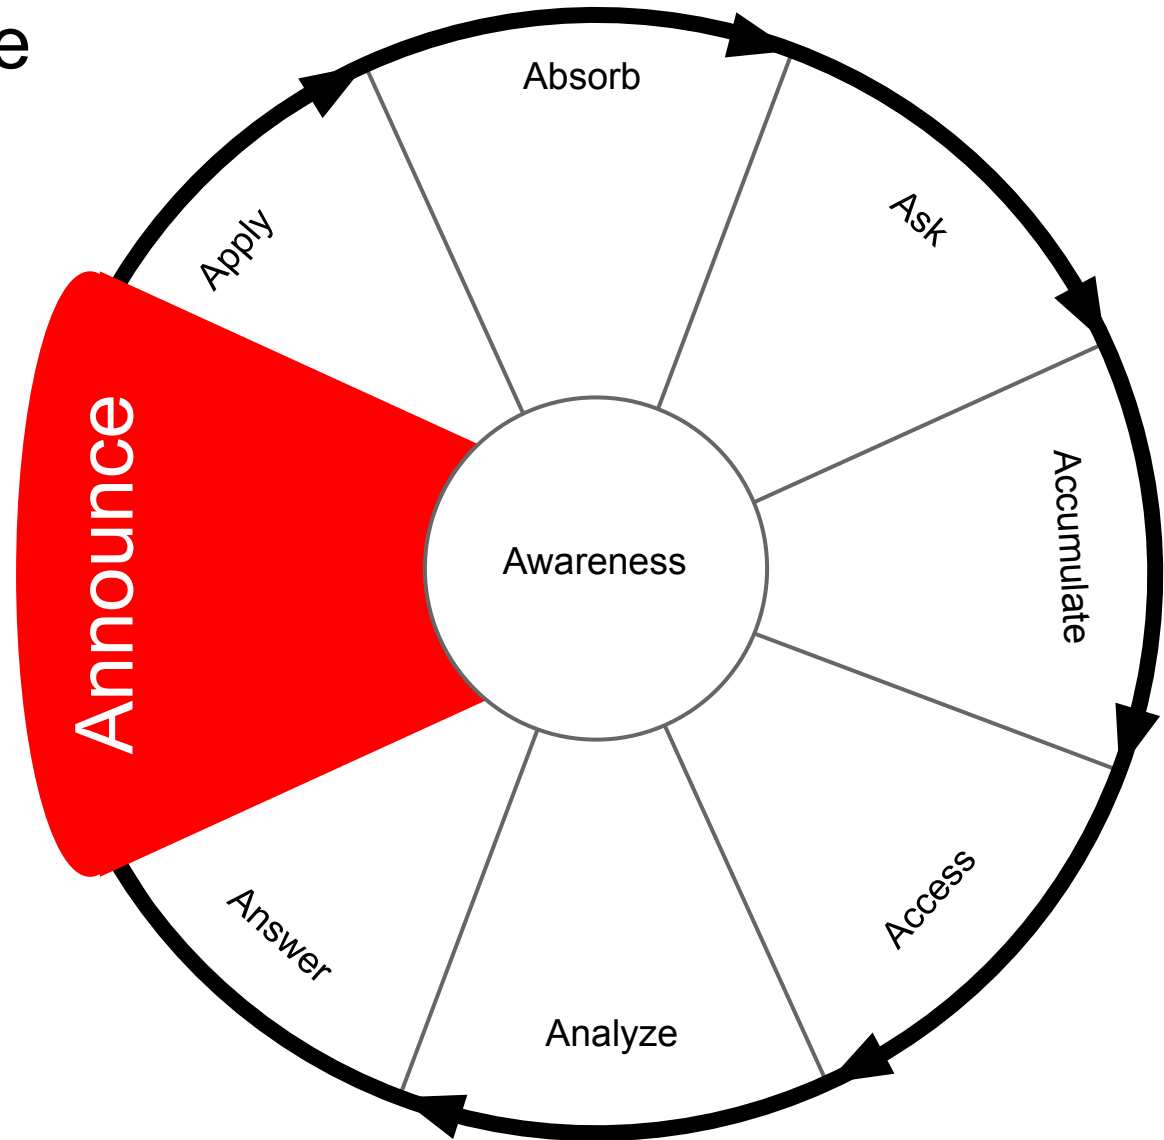 e
Absorb
Ask
Accumulate
Access
Analyze
Answer
Announce
Apply
Awareness